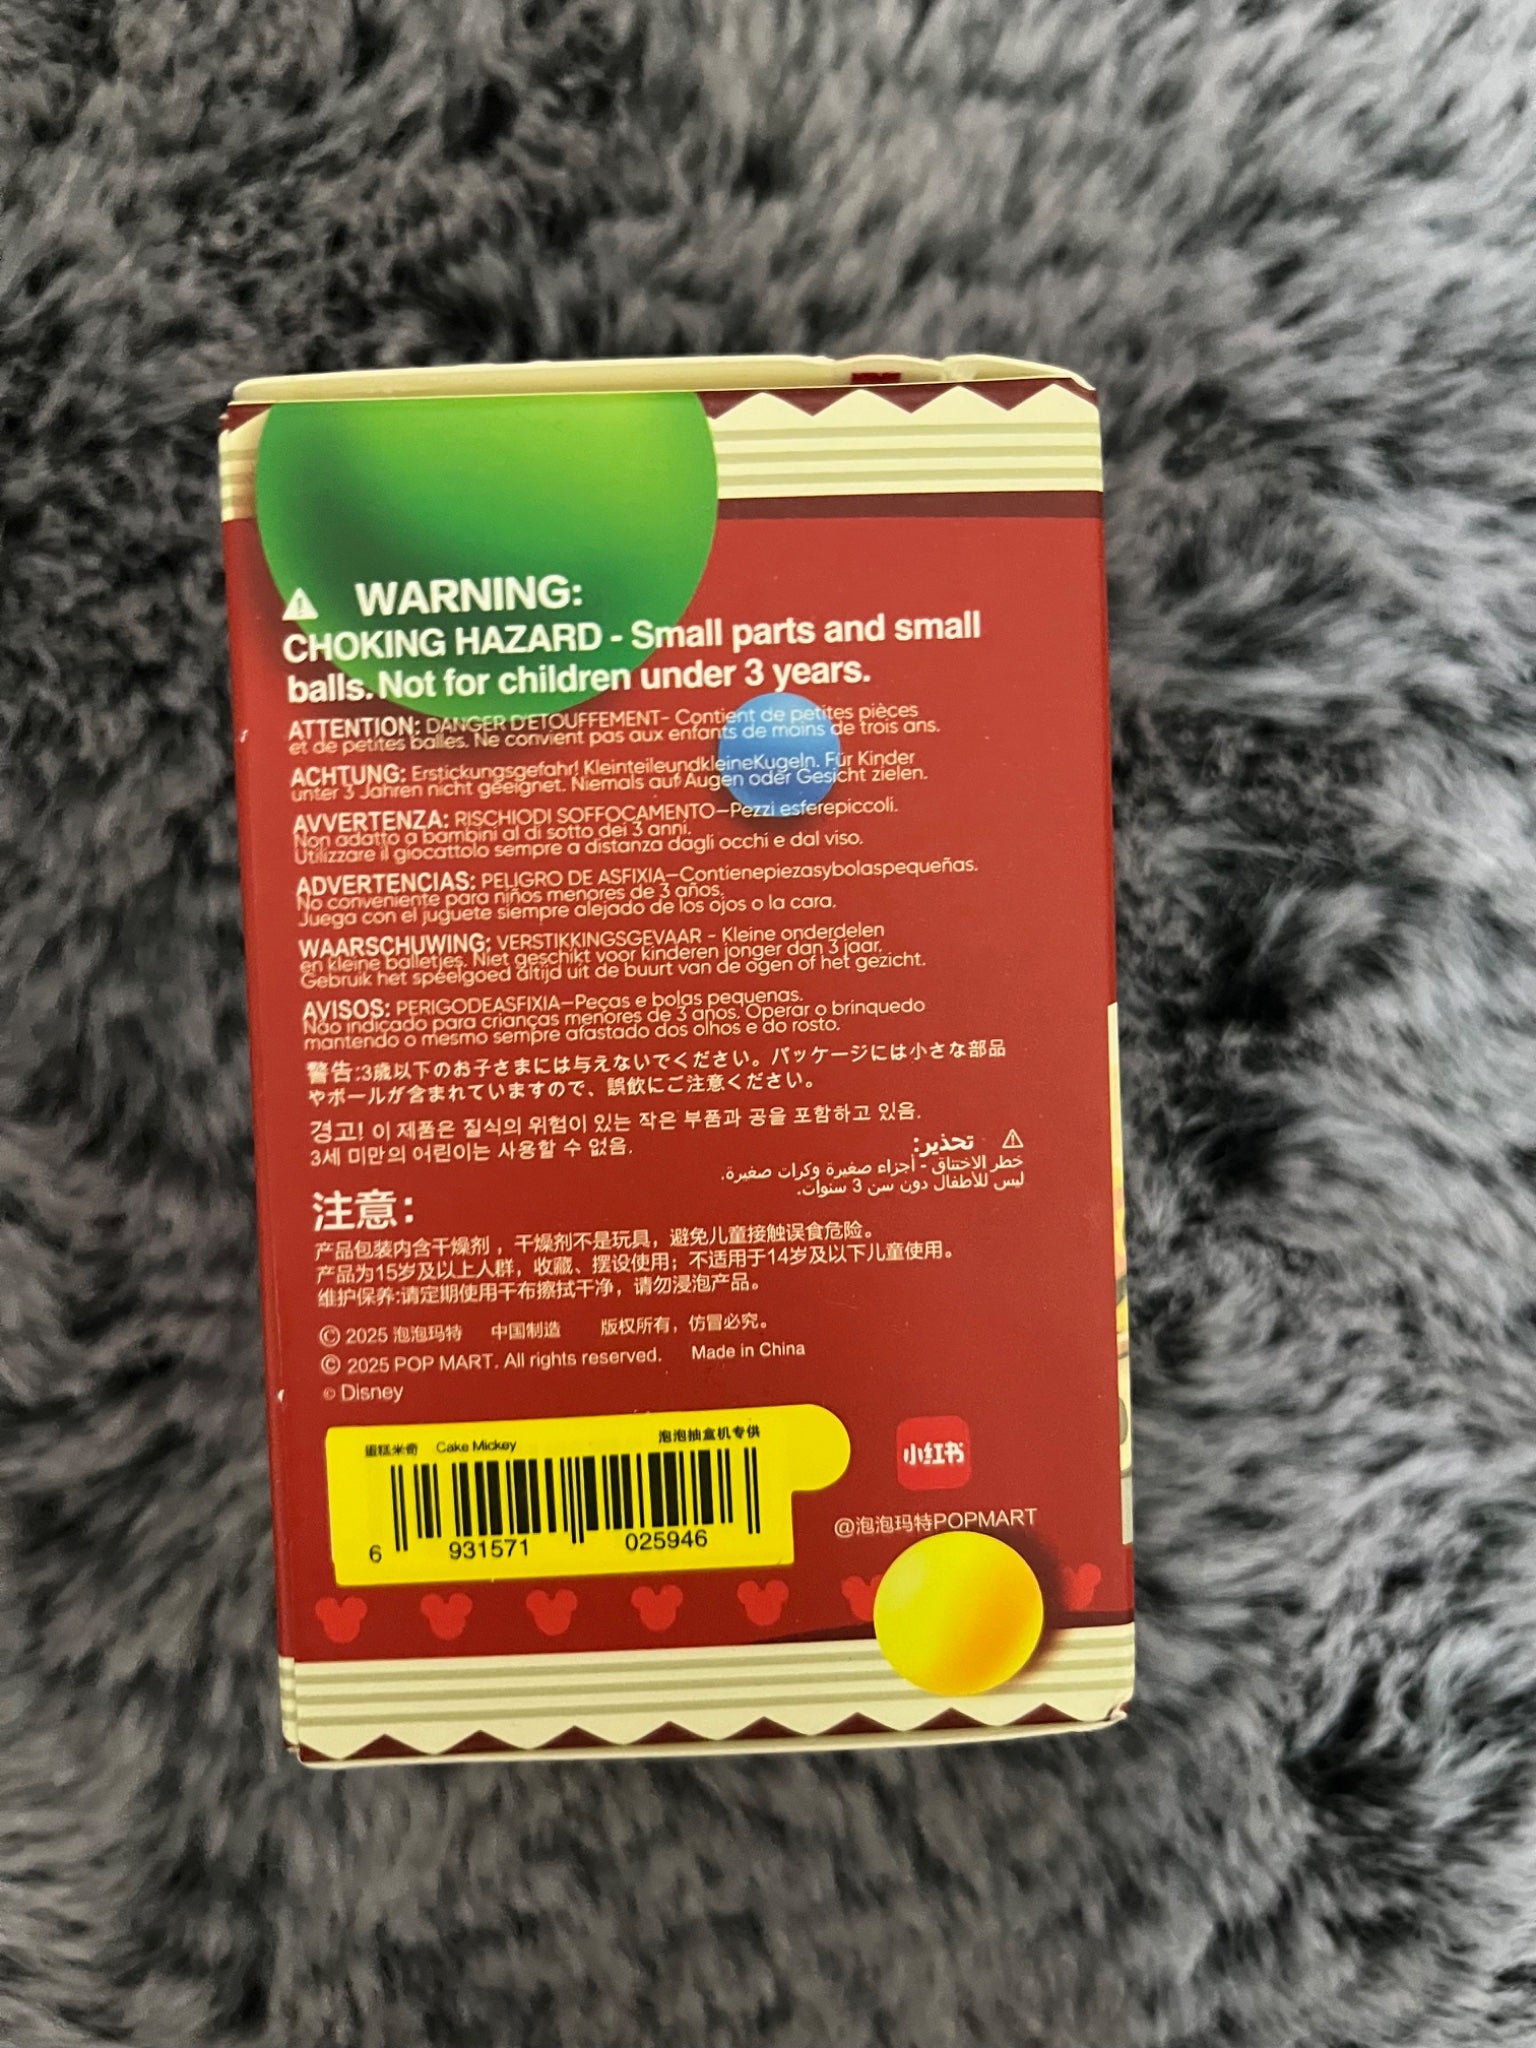 WARNING:
CHOKING HAZARD - Small parts and small
balls. Not for children under 3 years.
ATTENTION: DANGER D'ETOUFFEMENT- Contient de petites pièces
et de petites balles. Ne convient pas aux enfants de moins de trois ans.
ACHTUNG: Erstickungsgefahr! KleinteileundkleineKugeln. Für Kinder
unter 3 Jahren nicht geeignet. Niemals auf Augen oder Gesicht zielen.
AVVERTENZA: RISCHIODI SOFFOCAMENTO—Pezzi esferepiccoli.
Non adatto a bambini al di sotto dei 3 anni.
Utilizzare il giocattolo sempre a distanza dagli occhi e dal viso.
ADVERTENCIAS: PELIGRO DE ASFIXIA—Contienepiezasybolaspequeñas.
No conveniente para niños menores de 3 años.
Juega con el juguete siempre alejado de los ojos o la cara.
WAARSCHUWING: VERSTIKKINGSGEVAAR - Kleine onderdelen
en kleine balletjes. Niet geschikt voor kinderen jonger dan 3 jaar.
Gebruik het speelgoed altijd uit de buurt van de ogen of het gezicht.
AVISOS: PERIGODEASFIXIA—Peças e bolas pequenas.
Não indicado para crianças menores de 3 anos. Operar o brinquedo
mantendo o mesmo sempre afastado dos olhos e do rosto.
警告:3歳以下のお子さまには与えないでください。パッケージには小さな部品
やボールが含まれていますので、誤飲にご注意ください。
경고! 이 제품은 질식의 위험이 있는 작은 부품과 공을 포함하고 있음.
3세 미만의 어린이는 사용할 수 없음.
⚠ تحذير:
خطر الاختناق - أجزاء صغيرة وكرات صغيرة.
ليس للأطفال دون سن 3 سنوات.
注意：
产品包装内含干燥剂，干燥剂不是玩具，避免儿童接触误食危险。
产品为15岁及以上人群，收藏、摆设使用；不适用于14岁及以下儿童使用。
维护保养:请定期使用干布擦拭干净，请勿浸泡产品。
© 2025 泡泡玛特 中国制造 版权所有，仿冒必究。
© 2025 POP MART. All rights reserved. Made in China
© Disney
蛋糕米奇 Cake Mickey 泡泡抽盒机专供
6 931571 025946
小红书
@泡泡玛特POPMART